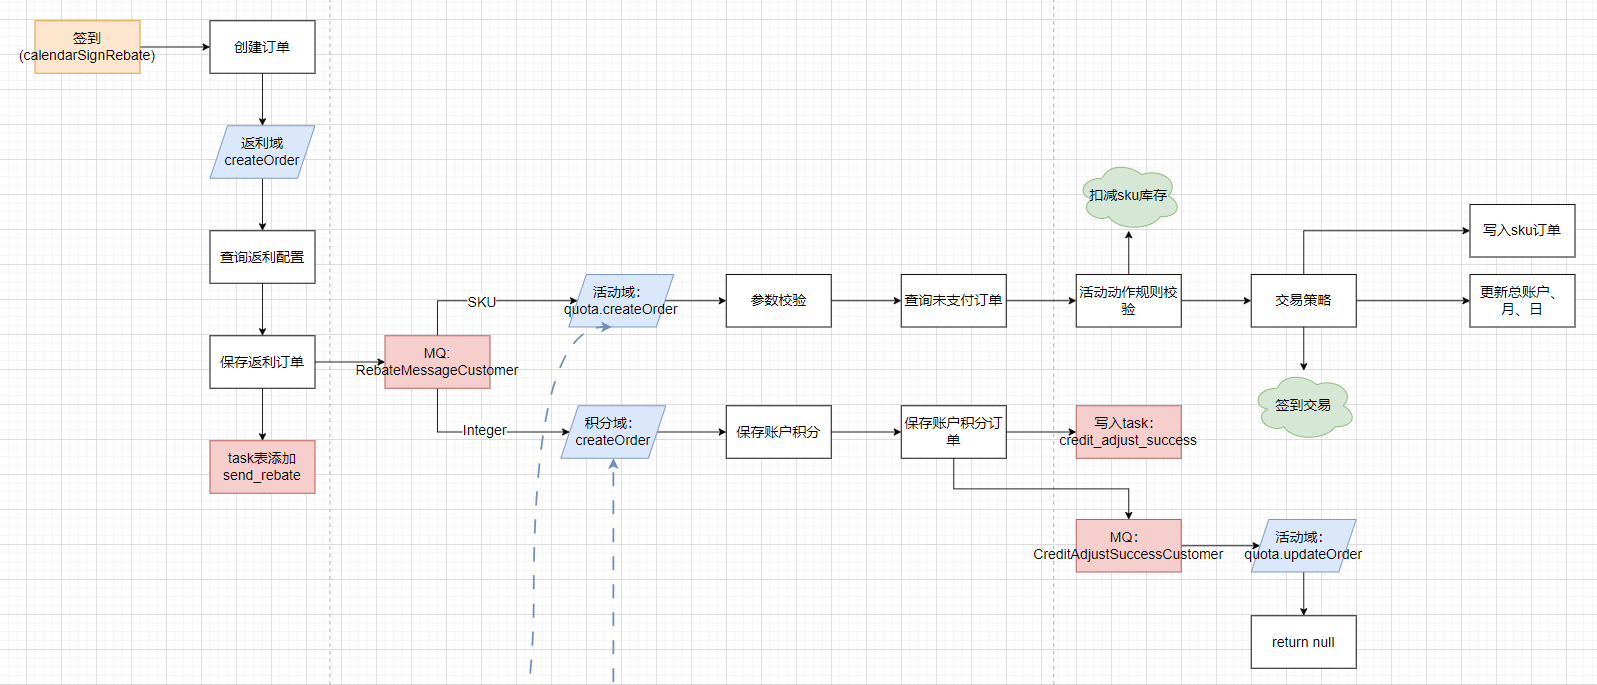 签到
(calendarSignRebate)
创建订单
返利域
createOrder
查询返利配置
保存返利订单
task表添加
send_rebate
MQ:
RebateMessageCustomer
SKU
Integer
活动域：
quota.createOrder
参数校验
查询未支付订单
活动动作规则校
验
扣减sku库存
交易策略
写入sku订单
更新总账户、
月、日
签到交易
积分域：
createOrder
保存账户积分
保存账户积分订
单
写入task：
credit_adjust_success
MQ：
CreditAdjustSuccessCustomer
活动域：
quota.updateOrder
return null